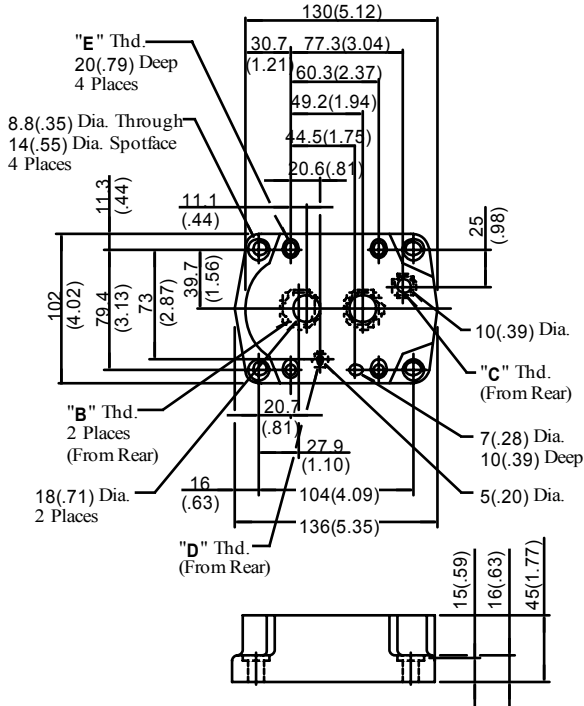 130(5.12)
"E" Thd.
20(.79) Deep
4 Places
30.7
(1.21)
77.3(3.04)
60.3(2.37)
49.2(1.94)
44.5(1.75)
20.6(.81)
8.8(.35) Dia. Through
14(.55) Dia. Spotface
4 Places
11.3
(.44)
11.1
(.44)
25
(.98)
102
(4.02)
79.4
(3.13)
73
(2.87)
39.7
(1.56)
10(.39) Dia.
"C" Thd.
(From Rear)
"B" Thd.
2 Places
(From Rear)
20.7
(.81)
27.9
(1.10)
7(.28) Dia.
10(.39) Deep
18(.71) Dia.
2 Places
16
(.63)
104(4.09)
5(.20) Dia.
136(5.35)
"D" Thd.
(From Rear)
15(.59)
16(.63)
45(1.77)